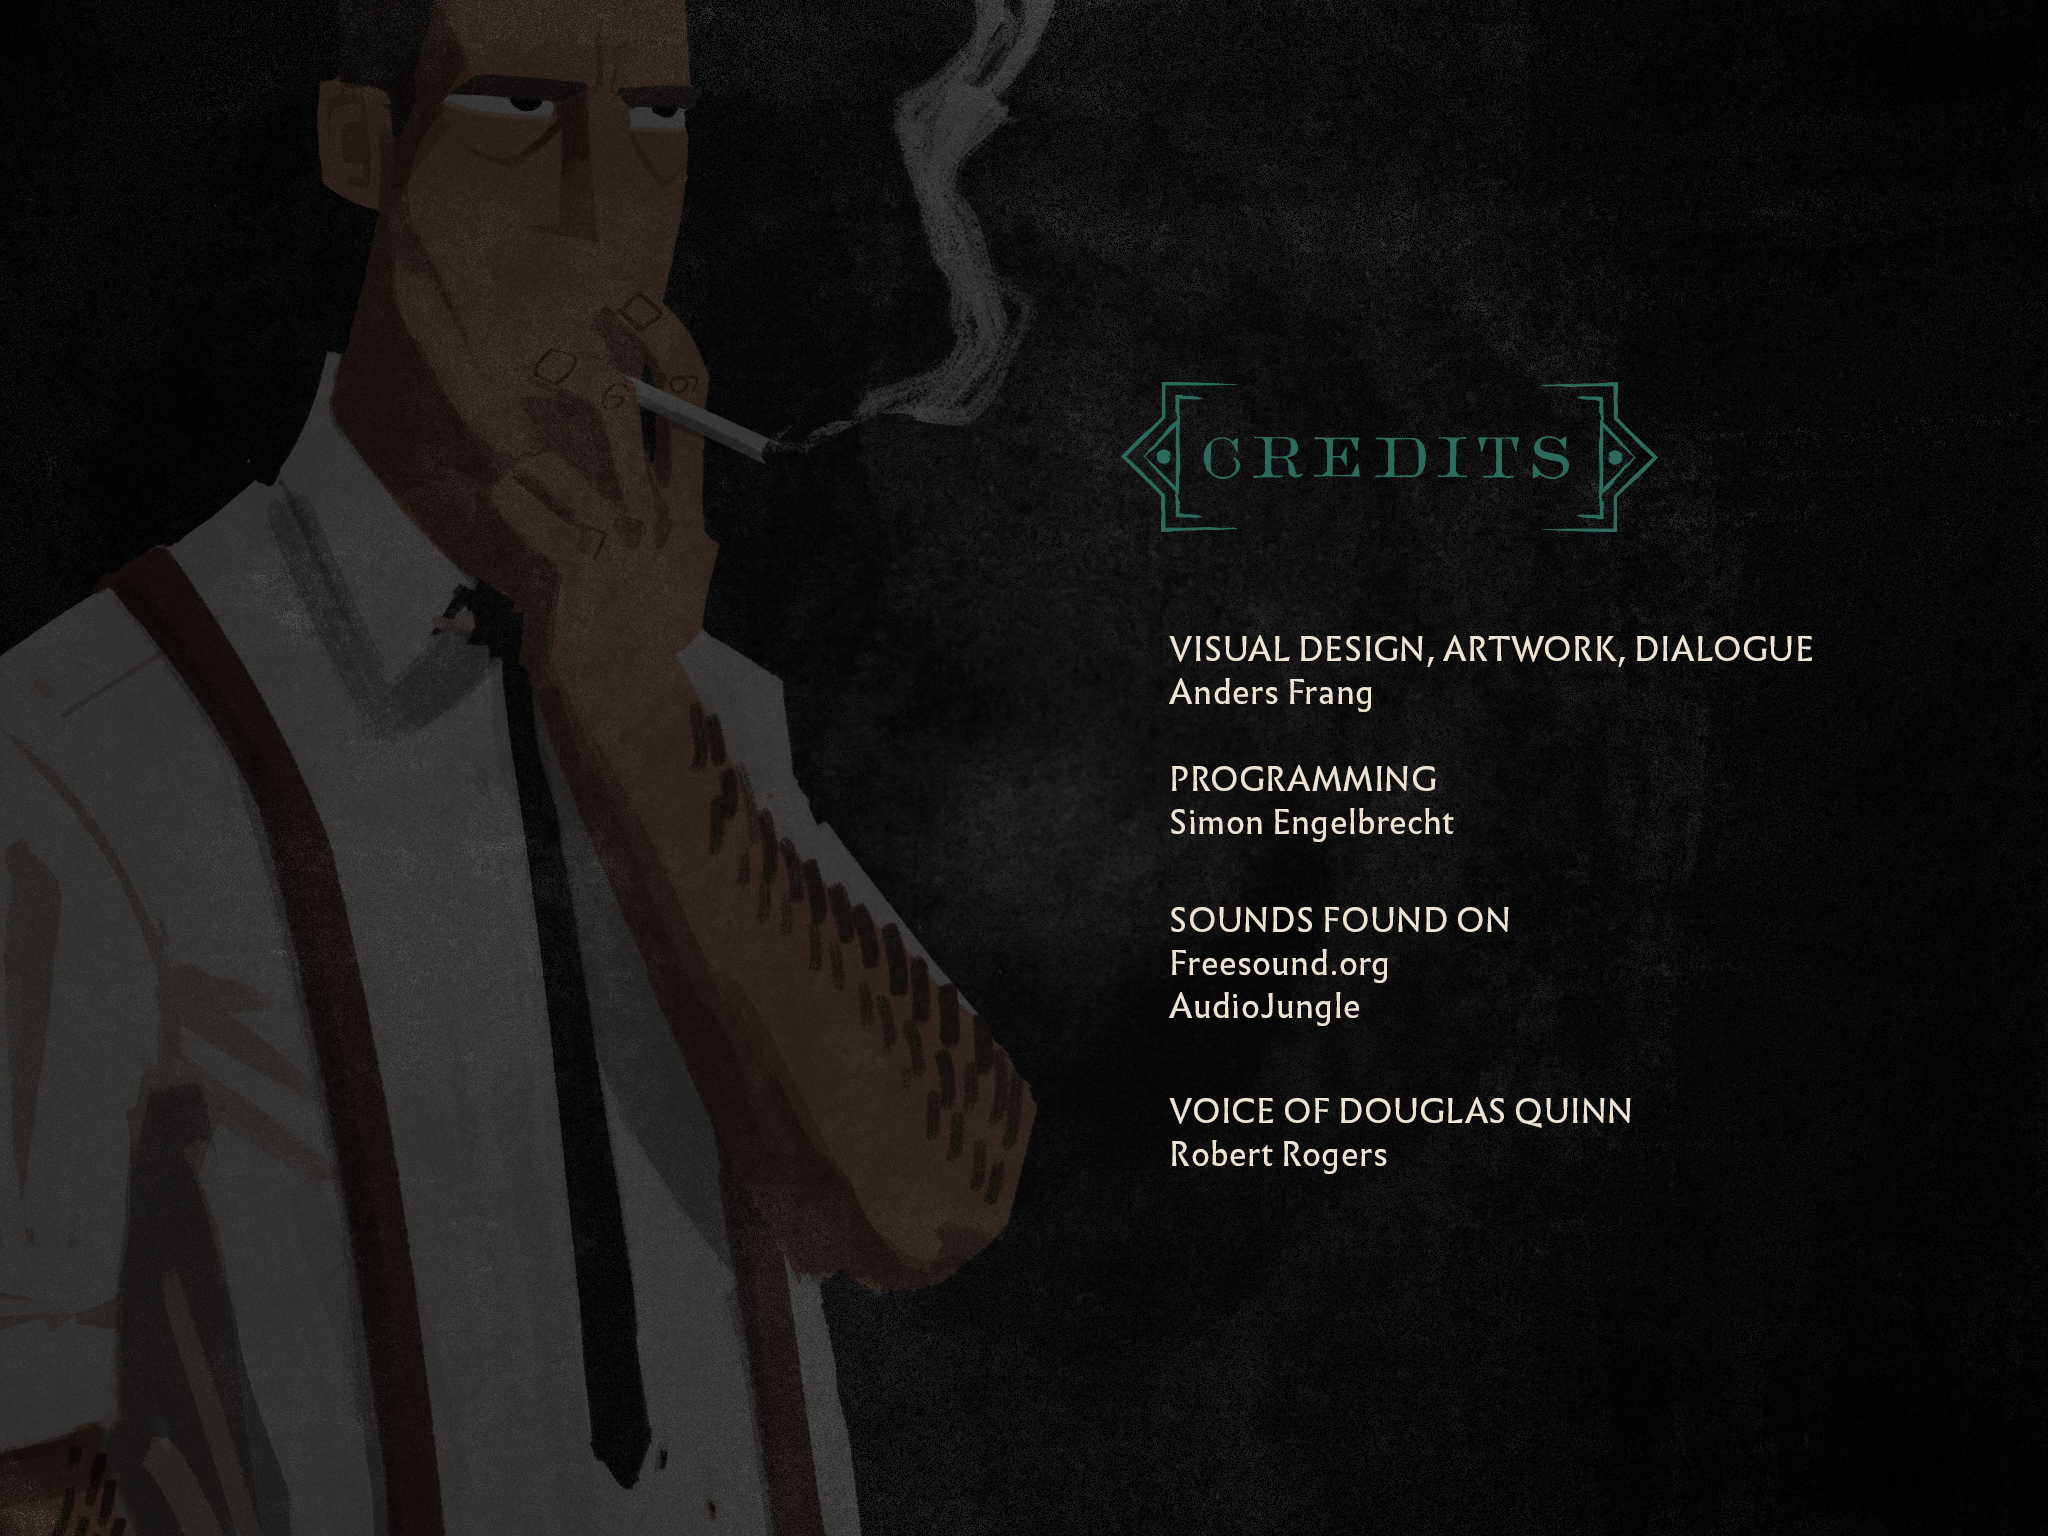 CREDITS
VISUAL DESIGN, ARTWORK, DIALOGUE
Anders Frang
PROGRAMMING
Simon Engelbrecht
SOUNDS FOUND ON
Freesound.org
AudioJungle
VOICE OF DOUGLAS QUINN
Robert Rogers